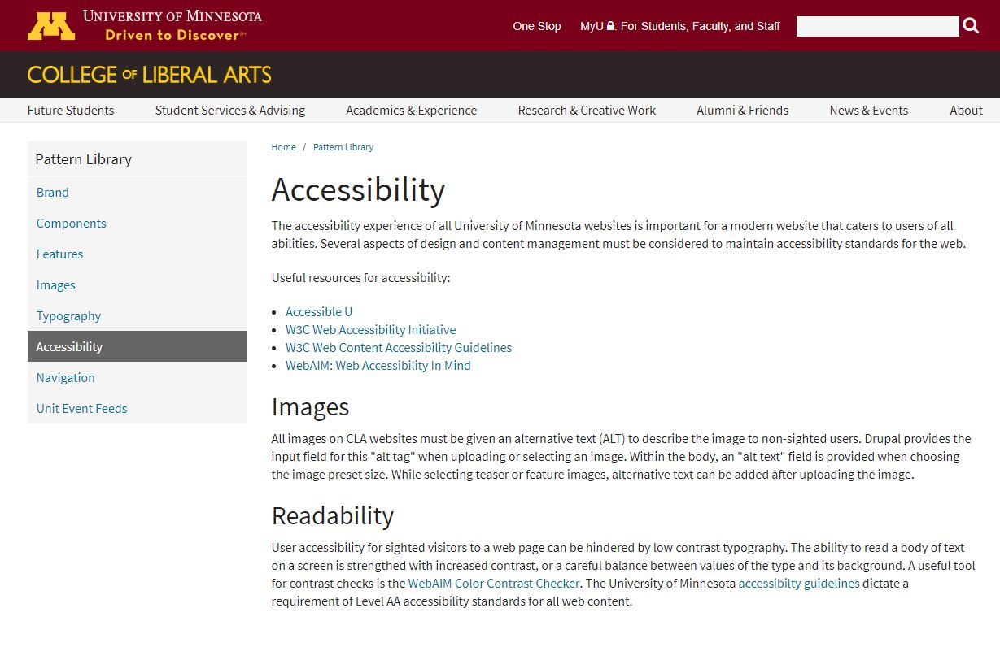 UNIVERSITY OF MINNESOTA
Driven to Discover℠
One Stop
MyU : For Students, Faculty, and Staff
COLLEGE OF LIBERAL ARTS
Future Students
Student Services & Advising
Academics & Experience
Research & Creative Work
Alumni & Friends
News & Events
About
Pattern Library
Brand
Components
Features
Images
Typography
Accessibility
Navigation
Unit Event Feeds
Home / Pattern Library
Accessibility
The accessibility experience of all University of Minnesota websites is important for a modern website that caters to users of all
abilities. Several aspects of design and content management must be considered to maintain accessibility standards for the web.
Useful resources for accessibility:
• Accessible U
• W3C Web Accessibility Initiative
• W3C Web Content Accessibility Guidelines
• WebAIM: Web Accessibility In Mind
Images
All images on CLA websites must be given an alternative text (ALT) to describe the image to non-sighted users. Drupal provides the
input field for this "alt tag" when uploading or selecting an image. Within the body, an "alt text" field is provided when choosing
the image preset size. While selecting teaser or feature images, alternative text can be added after uploading the image.
Readability
User accessibility for sighted visitors to a web page can be hindered by low contrast typography. The ability to read a body of text
on a screen is strengthed with increased contrast, or a careful balance between values of the type and its background. A useful tool
for contrast checks is the WebAIM Color Contrast Checker. The University of Minnesota accessibilty guidelines dictate a
requirement of Level AA accessibility standards for all web content.